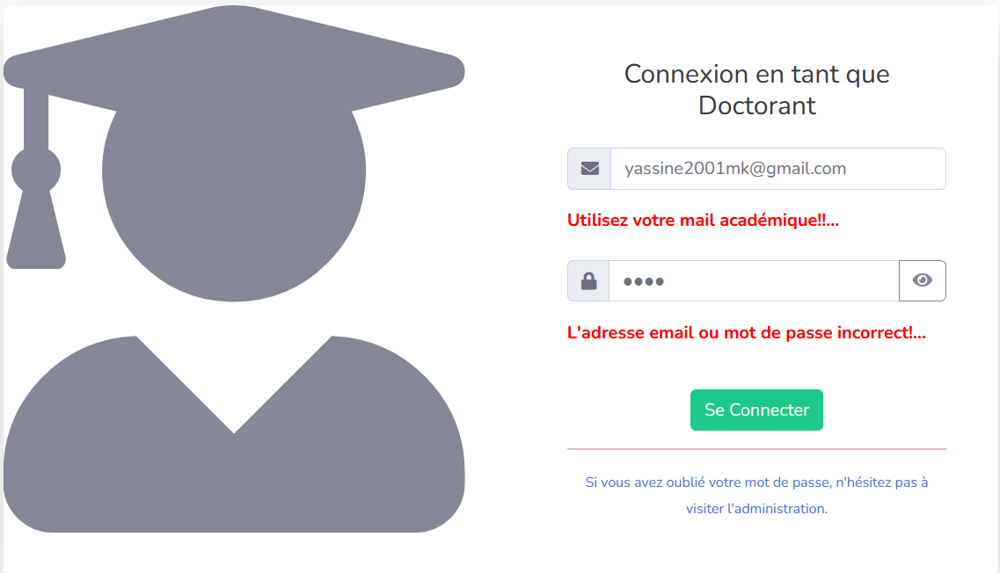 Connexion en tant que
Doctorant
yassine2001mk@gmail.com
Utilisez votre mail académique!!...
L'adresse email ou mot de passe incorrect!...
Se Connecter
Si vous avez oublié votre mot de passe, n'hésitez pas à
visiter l'administration.